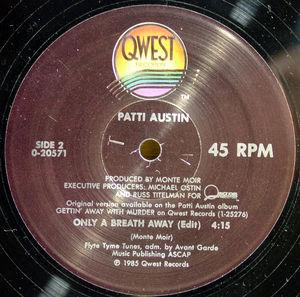 QWEST
RECORDS
TM
PATTI AUSTIN
SIDE 2
0-20571
45 RPM
PRODUCED BY MONTE MOIR
EXECUTIVE PRODUCERS: MICHAEL OSTIN
AND RUSS TITELMAN FOR
Original version available on the Patti Austin album
GETTIN' AWAY WITH MURDER on Qwest Records (1-25276)
ONLY A BREATH AWAY (Edit) 4:15
(Monte Moir)
Flyte Tyme Tunes, adm. by Avant Garde
Music Publishing ASCAP
℗ 1985 Qwest Records